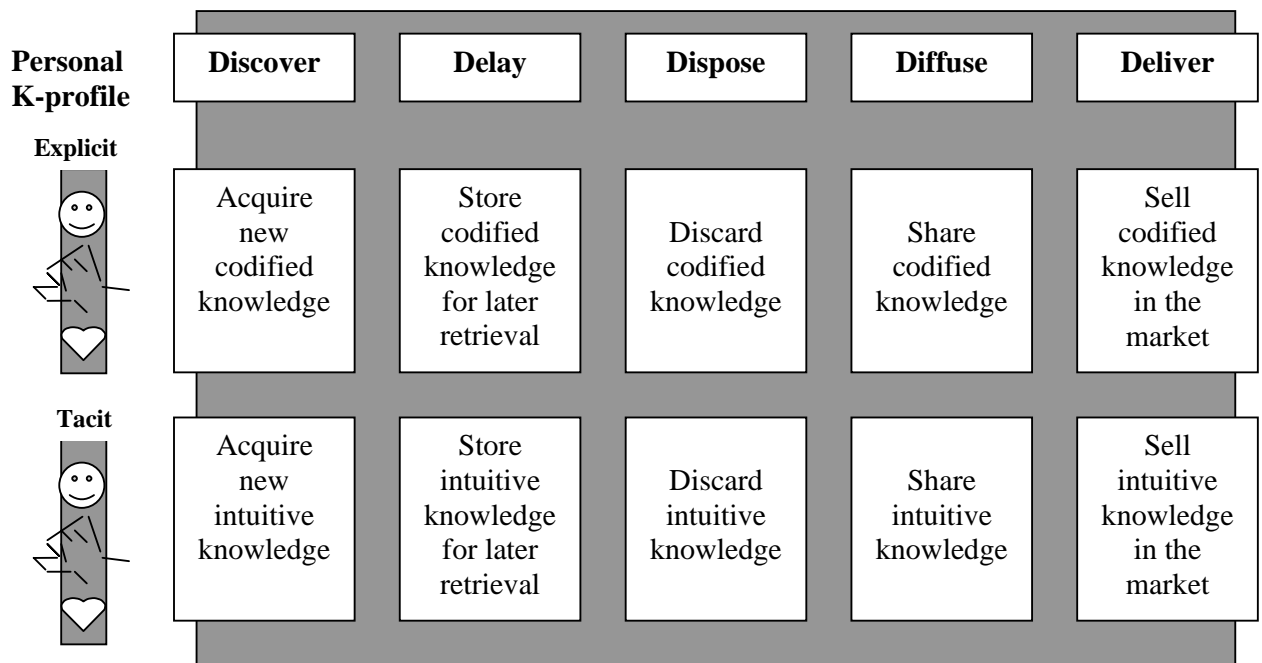 Personal
K-profile
Discover
Delay
Dispose
Diffuse
Deliver
Explicit
Acquire
new
codified
knowledge
Store
codified
knowledge
for later
retrieval
Discard
codified
knowledge
Share
codified
knowledge
Sell
codified
knowledge
in the
market
Tacit
Acquire
new
intuitive
knowledge
Store
intuitive
knowledge
for later
retrieval
Discard
intuitive
knowledge
Share
intuitive
knowledge
Sell
intuitive
knowledge
in the
market